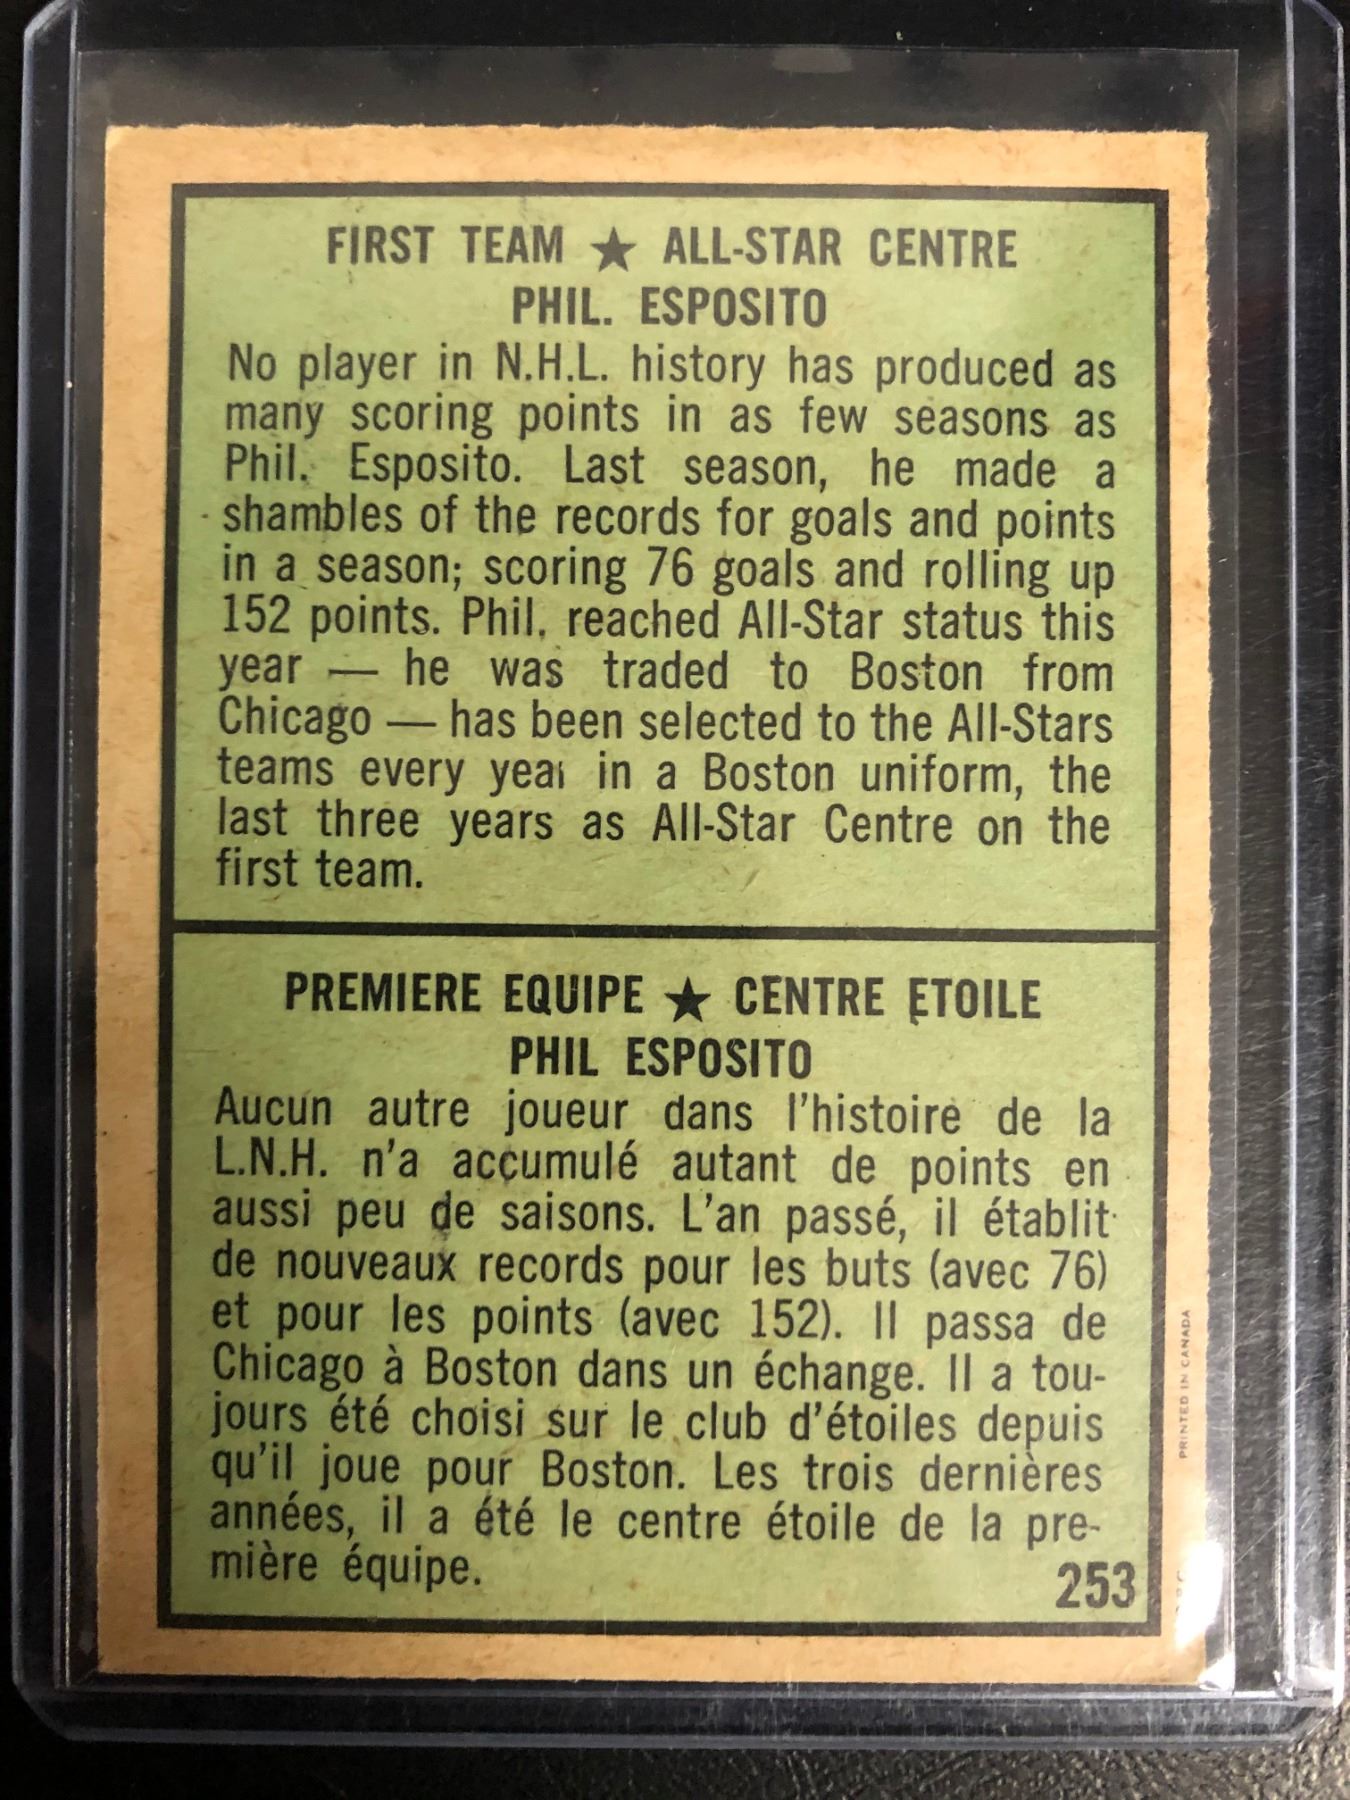 FIRST TEAM ★ ALL-STAR CENTRE
PHIL. ESPOSITO
No player in N.H.L. history has produced as
many scoring points in as few seasons as
Phil. Esposito. Last season, he made a
shambles of the records for goals and points
in a season; scoring 76 goals and rolling up
152 points. Phil. reached All-Star status this
year — he was traded to Boston from
Chicago — has been selected to the All-Stars
teams every year in a Boston uniform, the
last three years as All-Star Centre on the
first team.
PREMIERE EQUIPE ★ CENTRE ETOILE
PHIL ESPOSITO
Aucun autre joueur dans l'histoire de la
L.N.H. n'a accumulé autant de points en
aussi peu de saisons. L'an passé, il établit
de nouveaux records pour les buts (avec 76)
et pour les points (avec 152). Il passa de
Chicago à Boston dans un échange. Il a tou-
jours été choisi sur le club d'étoiles depuis
qu'il joue pour Boston. Les trois dernières
années, il a été le centre étoile de la pre-
mière équipe.
253
PRINTED IN CANADA